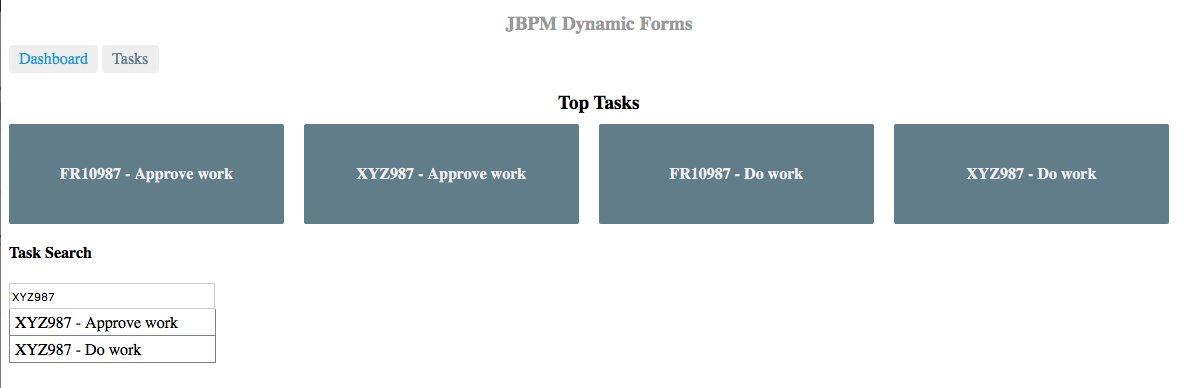 JBPM Dynamic Forms
Dashboard Tasks
Top Tasks
FR10987 - Approve work XYZ987 - Approve work FR10987 - Do work XYZ987 - Do work
Task Search
XYZ987
XYZ987 - Approve work
XYZ987 - Do work